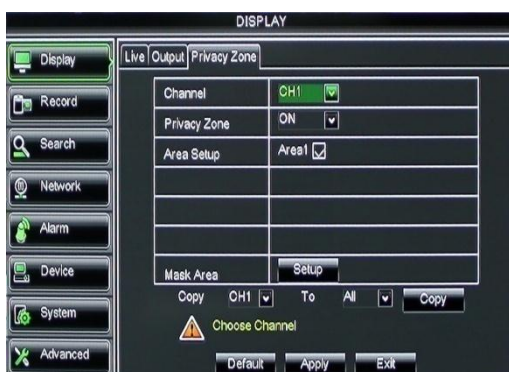 DISPLAY
Display
Record
Search
Network
Alarm
Device
System
Advanced
Live Output Privacy Zone
Channel CH1
Privacy Zone ON
Area Setup Area1
Mask Area Setup
Copy CH1 To All Copy
Choose Channel
Default Apply Exit